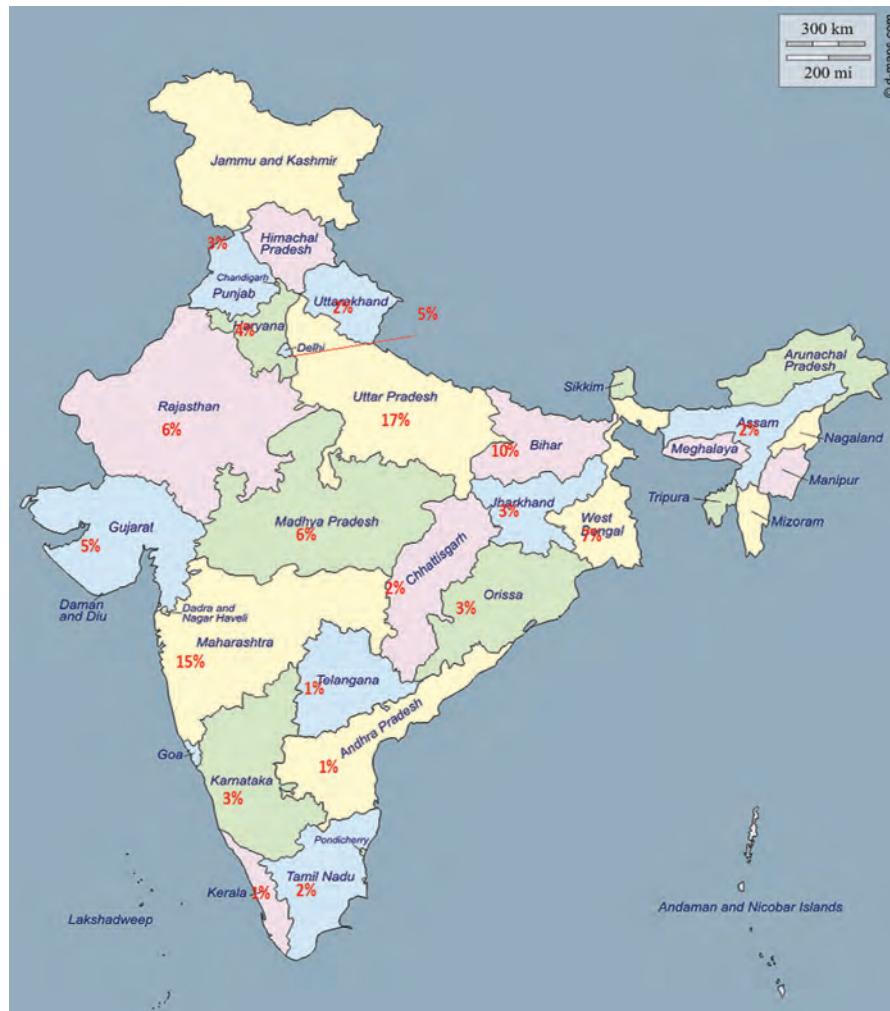 300 km
200 mi
© d-maps.com
Jammu and Kashmir
Himachal
Pradesh
3%
Chandigarh
Punjab
Uttarakhand
2%
5%
Haryana
4%
Delhi
Arunachal
Pradesh
Sikkim
Uttar Pradesh
17%
Rajasthan
6%
Assam
2%
Nagaland
Bihar
10%
Meghalaya
Manipur
Jharkhand
3%
Tripura
Mizoram
West
Bengal
7%
Madhya Pradesh
6%
Gujarat
5%
Chhattisgarh
2%
Orissa
3%
Daman
and Diu
Dadra and
Nagar Haveli
Maharashtra
15%
Telangana
1%
Andhra Pradesh
1%
Goa
Karnataka
3%
Pondicherry
Tamil Nadu
2%
Kerala
1%
Lakshadweep
Andaman and Nicobar Islands